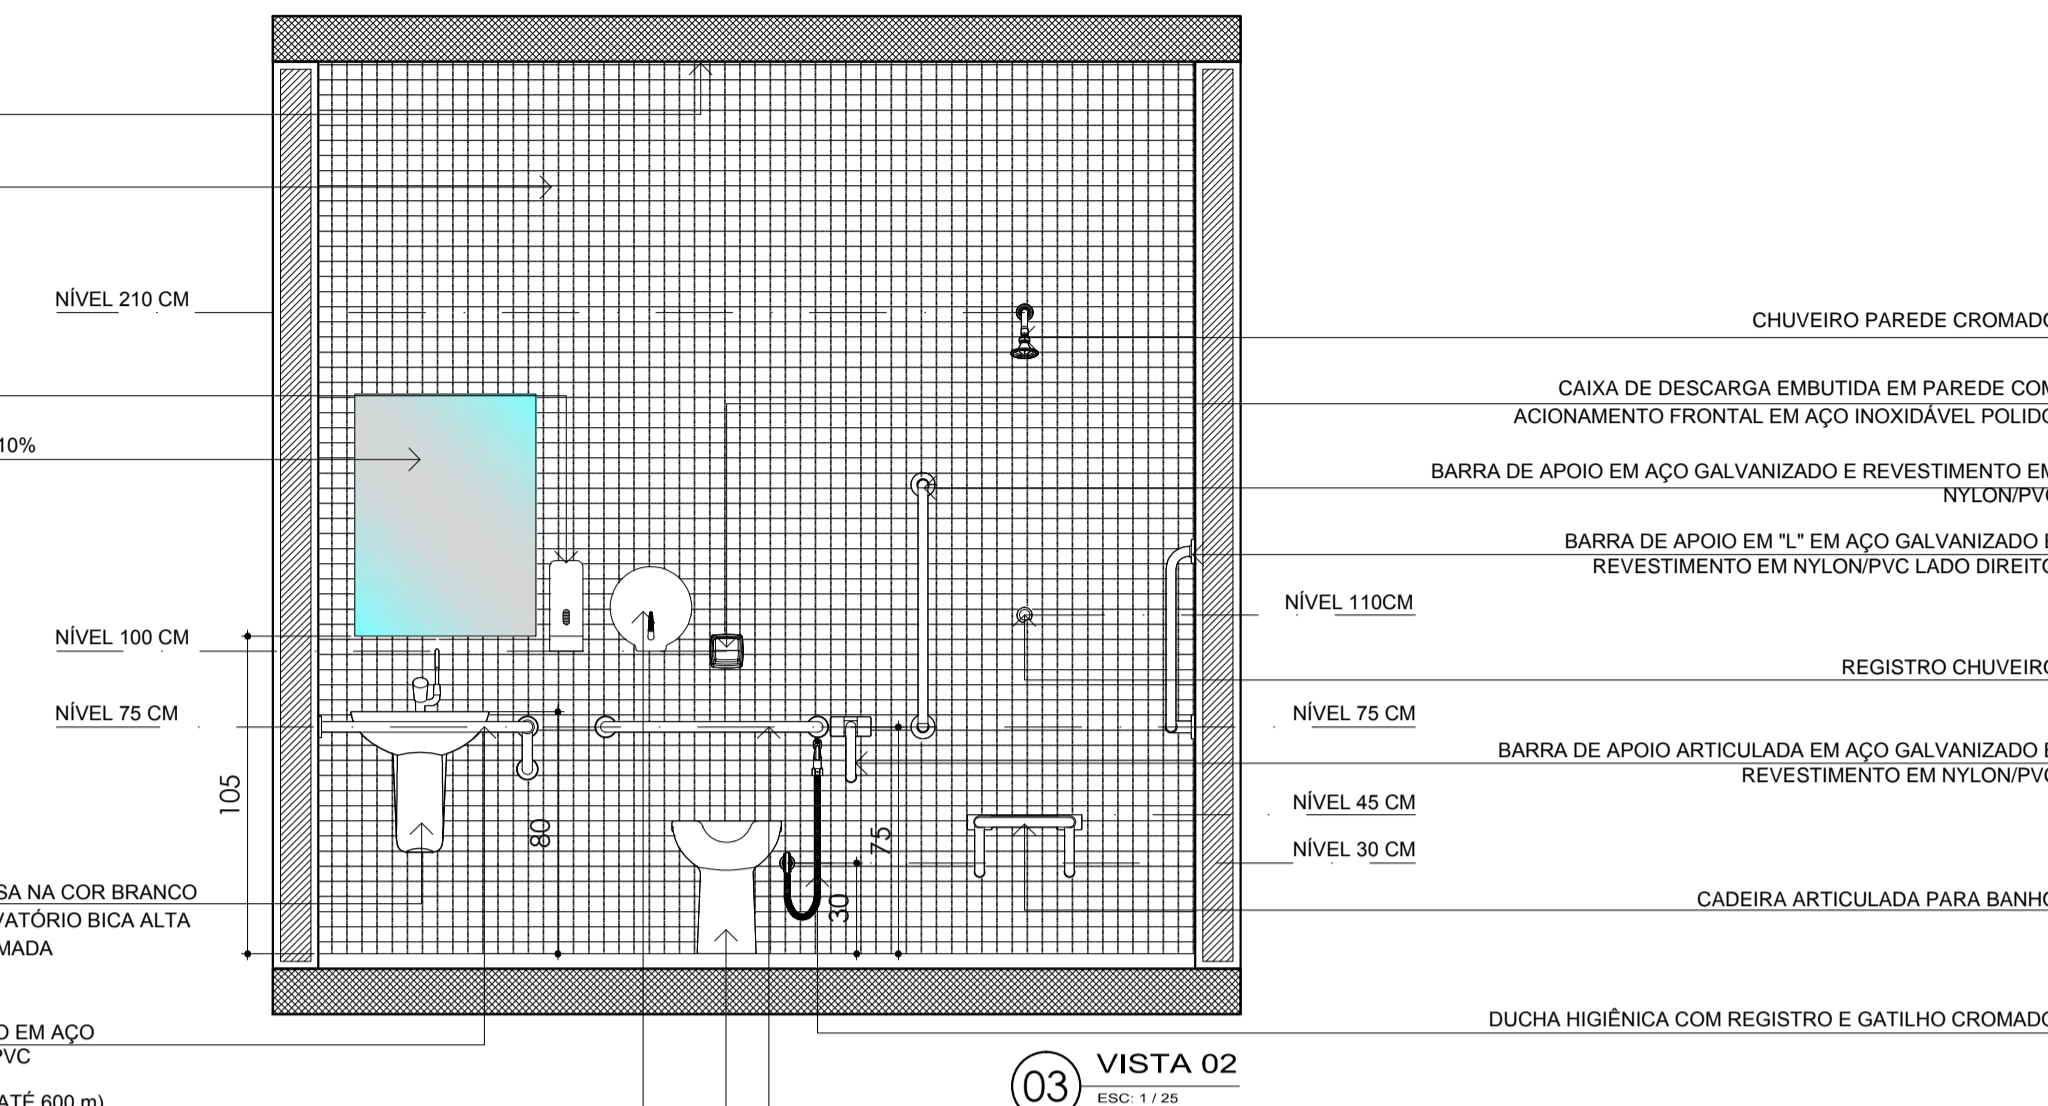 NÍVEL 210 CM
10%
NÍVEL 100 CM
NÍVEL 75 CM
105
80
75
30
SA NA COR BRANCO
VATÓRIO BICA ALTA
MADA
O EM AÇO
PVC
ATÉ 600 m)
CHUVEIRO PAREDE CROMADO
CAIXA DE DESCARGA EMBUTIDA EM PAREDE COM
ACIONAMENTO FRONTAL EM AÇO INOXIDÁVEL POLIDO
BARRA DE APOIO EM AÇO GALVANIZADO E REVESTIMENTO EM
NYLON/PVC
BARRA DE APOIO EM "L" EM AÇO GALVANIZADO E
REVESTIMENTO EM NYLON/PVC LADO DIREITO
NÍVEL 110CM
REGISTRO CHUVEIRO
NÍVEL 75 CM
BARRA DE APOIO ARTICULADA EM AÇO GALVANIZADO E
REVESTIMENTO EM NYLON/PVC
NÍVEL 45 CM
NÍVEL 30 CM
CADEIRA ARTICULADA PARA BANHO
DUCHA HIGIÊNICA COM REGISTRO E GATILHO CROMADO
03
VISTA 02
ESC: 1 / 25